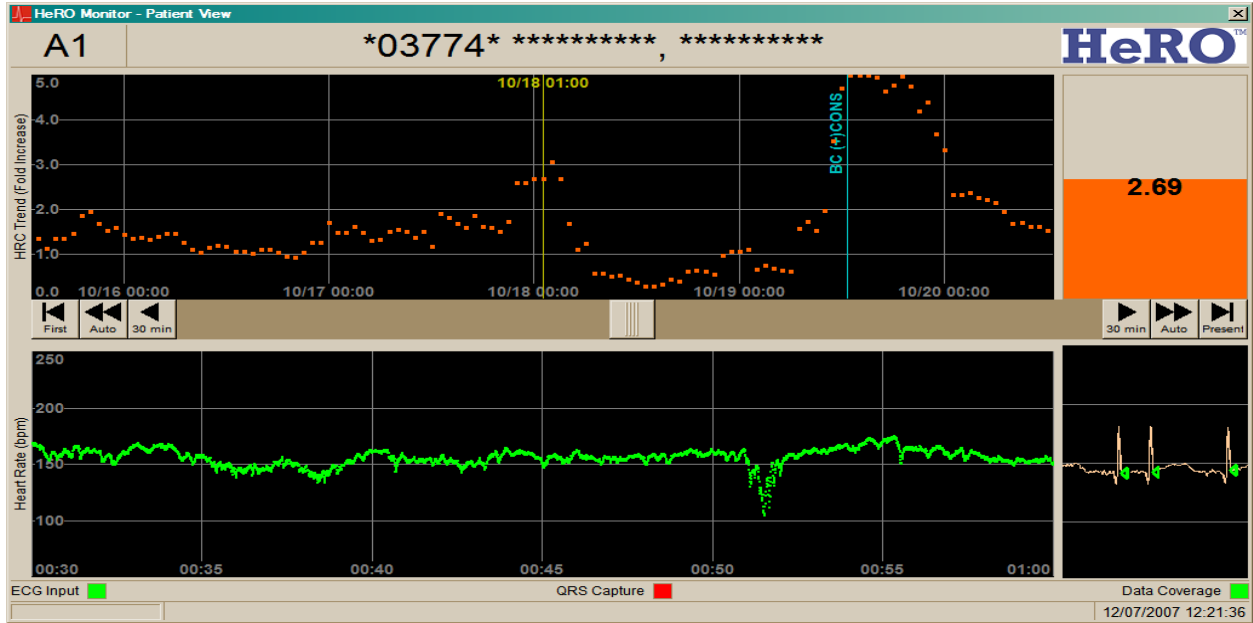 HeRO Monitor - Patient View
A1
*03774* **********, **********
HeRO™
HRC Trend (Fold Increase)
5.0
4.0
3.0
2.0
1.0
0.0
10/18 01:00
BC (+)CONS
10/16 00:00
10/17 00:00
10/18 00:00
10/19 00:00
10/20 00:00
2.69
First
Auto
30 min
30 min
Auto
Present
Heart Rate (bpm)
250
200
150
100
00:30
00:35
00:40
00:45
00:50
00:55
01:00
ECG Input
QRS Capture
Data Coverage
12/07/2007 12:21:36